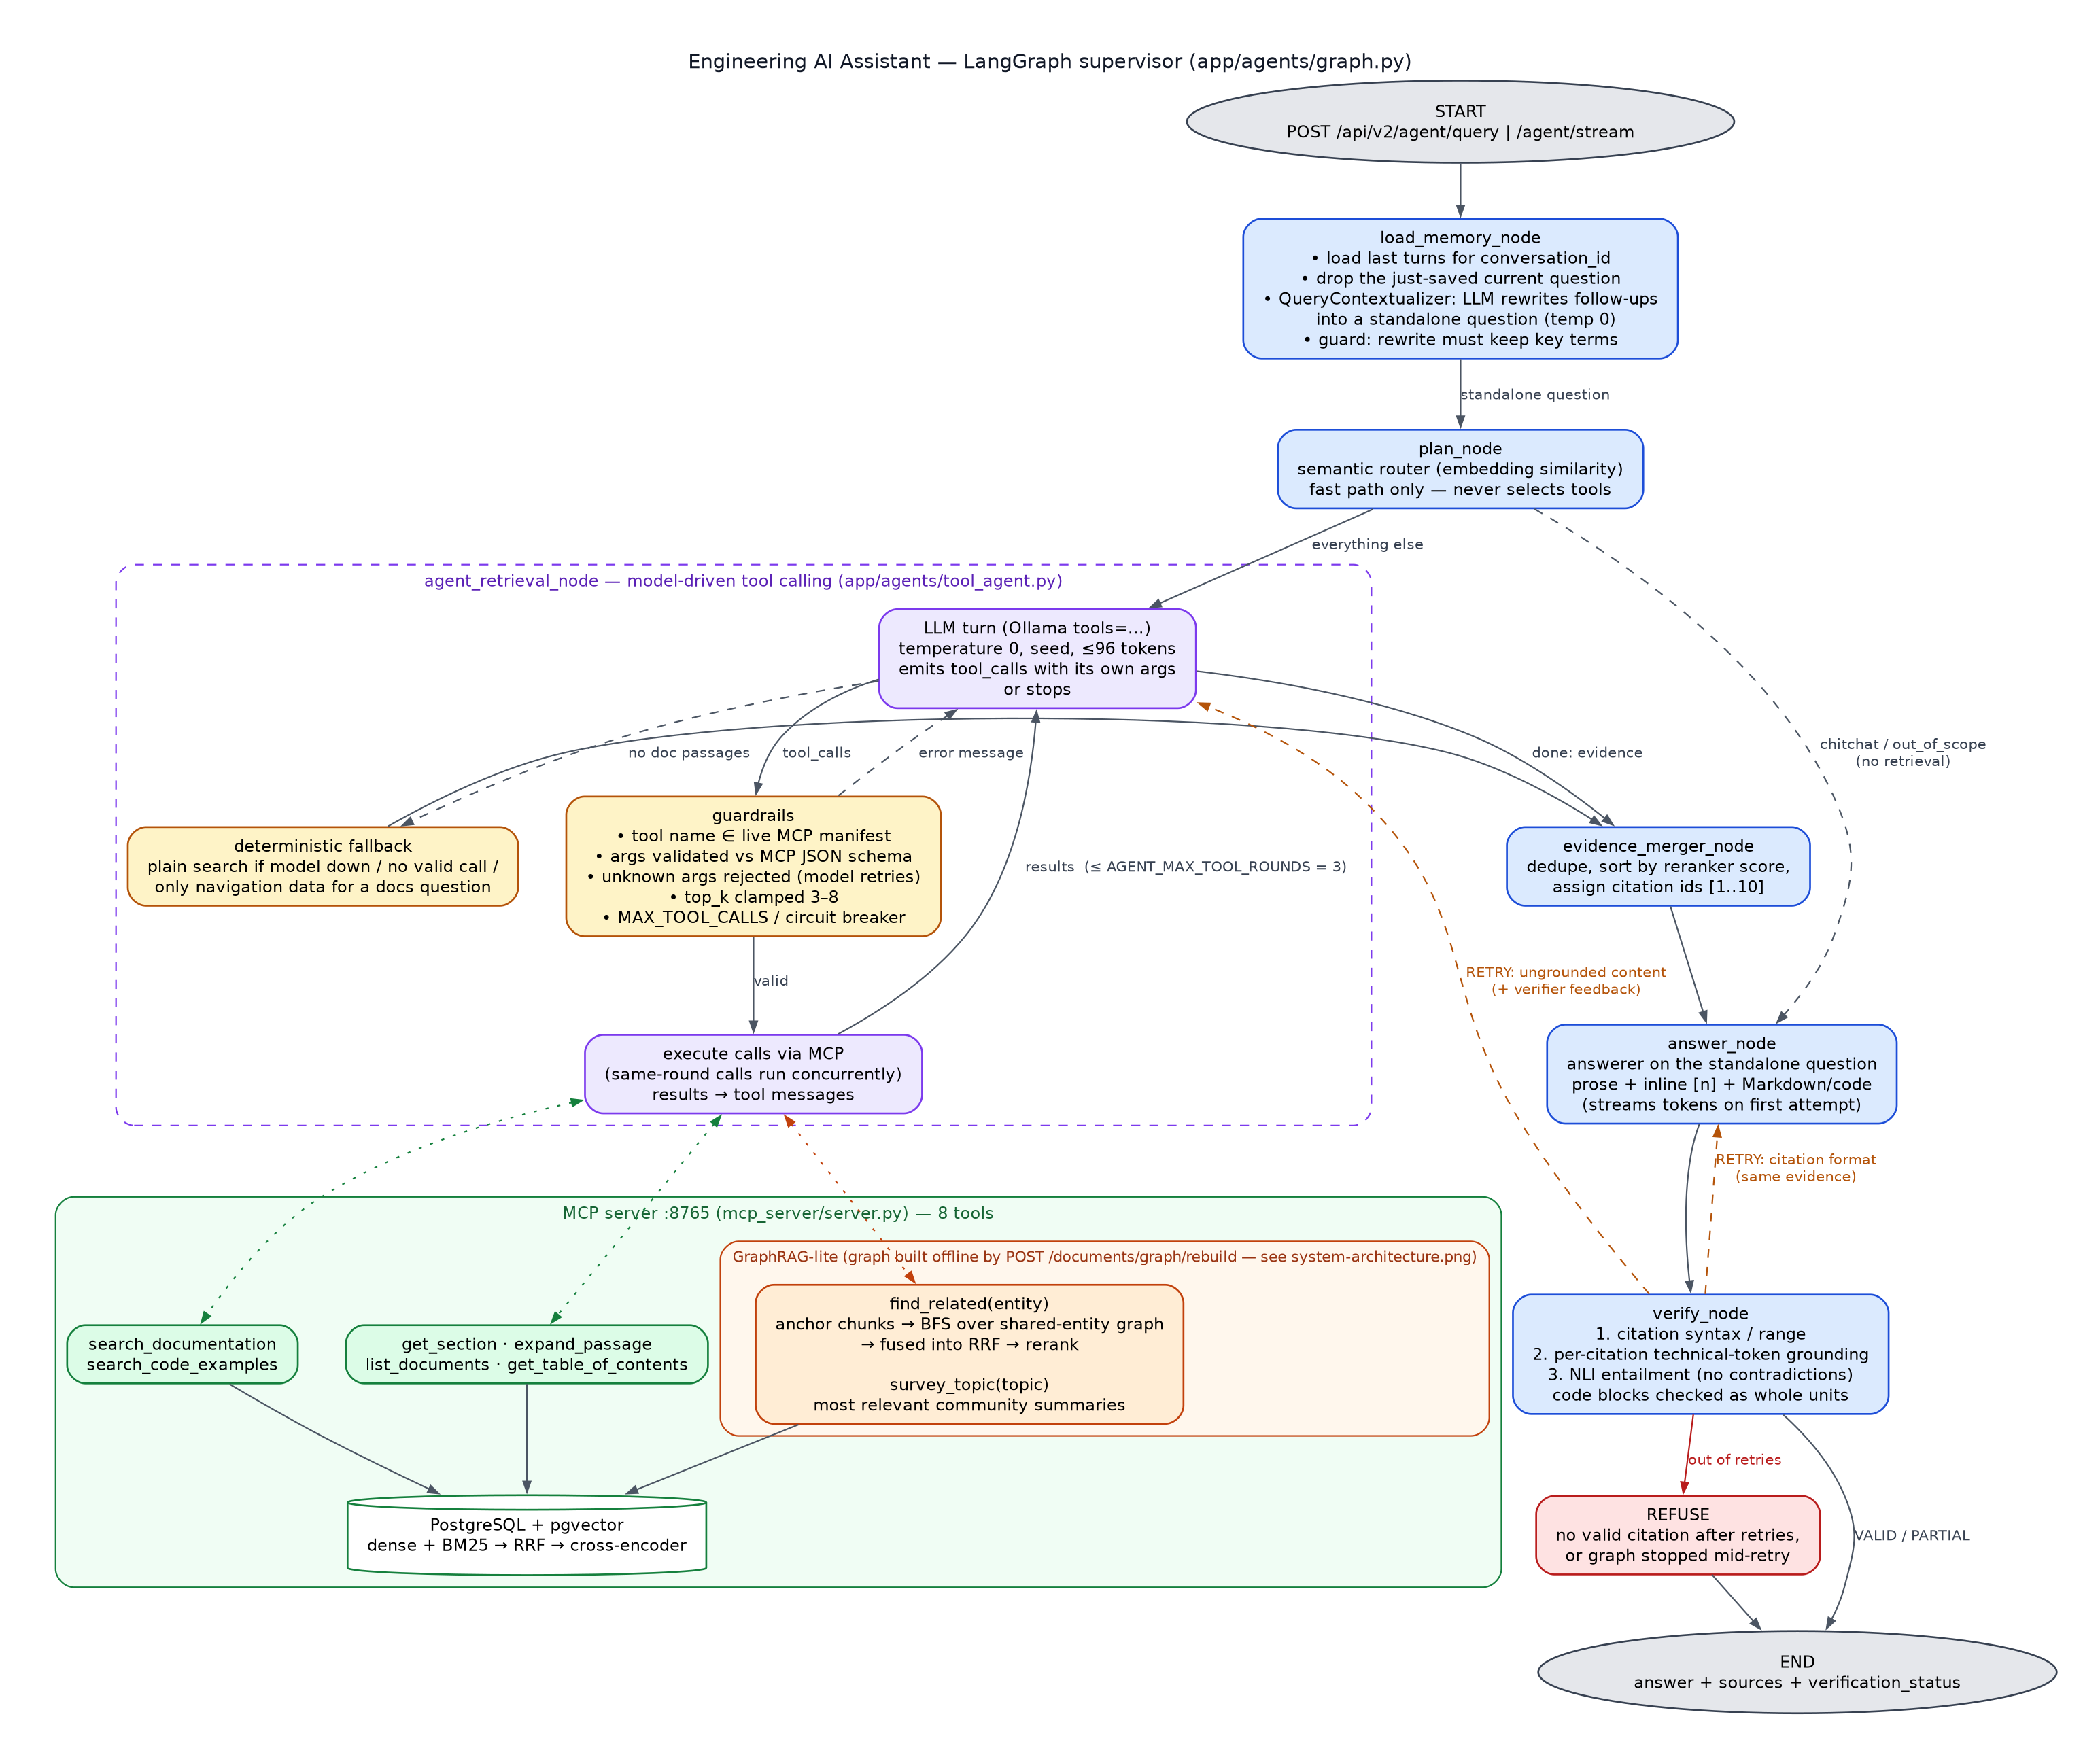 Engineering AI Assistant — LangGraph supervisor (app/agents/graph.py)
START
POST /api/v2/agent/query | /agent/stream
load_memory_node
• load last turns for conversation_id
• drop the just-saved current question
• QueryContextualizer: LLM rewrites follow-ups
into a standalone question (temp 0)
• guard: rewrite must keep key terms
standalone question
plan_node
semantic router (embedding similarity)
fast path only — never selects tools
everything else
chitchat / out_of_scope
(no retrieval)
agent_retrieval_node — model-driven tool calling (app/agents/tool_agent.py)
LLM turn (Ollama tools=...)
temperature 0, seed, ≤96 tokens
emits tool_calls with its own args
or stops
no doc passages
tool_calls
error message
done: evidence
deterministic fallback
plain search if model down / no valid call /
only navigation data for a docs question
guardrails
• tool name ∈ live MCP manifest
• args validated vs MCP JSON schema
• unknown args rejected (model retries)
• top_k clamped 3–8
• MAX_TOOL_CALLS / circuit breaker
results  (≤ AGENT_MAX_TOOL_ROUNDS = 3)
evidence_merger_node
dedupe, sort by reranker score,
assign citation ids [1..10]
valid
RETRY: ungrounded content
(+ verifier feedback)
execute calls via MCP
(same-round calls run concurrently)
results → tool messages
answer_node
answerer on the standalone question
prose + inline [n] + Markdown/code
(streams tokens on first attempt)
RETRY: citation format
(same evidence)
MCP server :8765 (mcp_server/server.py) — 8 tools
GraphRAG-lite (graph built offline by POST /documents/graph/rebuild — see system-architecture.png)
search_documentation
search_code_examples
get_section · expand_passage
list_documents · get_table_of_contents
find_related(entity)
anchor chunks → BFS over shared-entity graph
→ fused into RRF → rerank
survey_topic(topic)
most relevant community summaries
verify_node
1. citation syntax / range
2. per-citation technical-token grounding
3. NLI entailment (no contradictions)
code blocks checked as whole units
out of retries
PostgreSQL + pgvector
dense + BM25 → RRF → cross-encoder
REFUSE
no valid citation after retries,
or graph stopped mid-retry
VALID / PARTIAL
END
answer + sources + verification_status